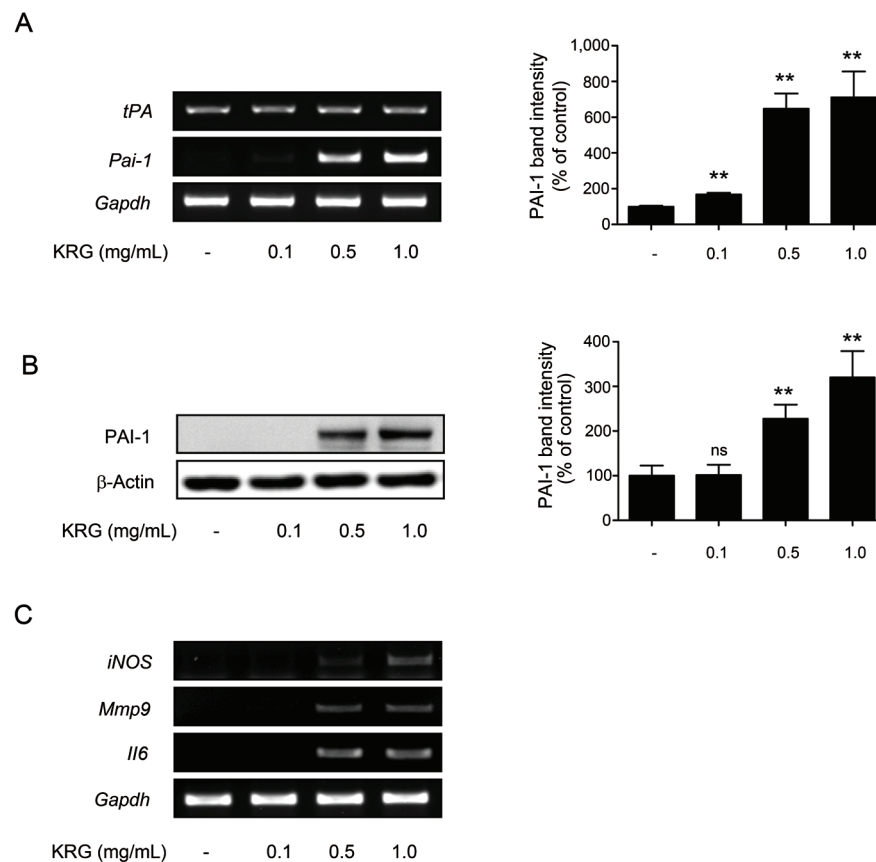 A
tPA
Pai-1
Gapdh
KRG (mg/mL) - 0.1 0.5 1.0
PAI-1 band intensity
(% of control)
1,000
800
600
400
200
0
**
**
**
- 0.1 0.5 1.0
B
PAI-1
β-Actin
KRG (mg/mL) - 0.1 0.5 1.0
PAI-1 band intensity
(% of control)
400
300
200
100
0
ns
**
**
- 0.1 0.5 1.0
C
iNOS
Mmp9
Il6
Gapdh
KRG (mg/mL) - 0.1 0.5 1.0